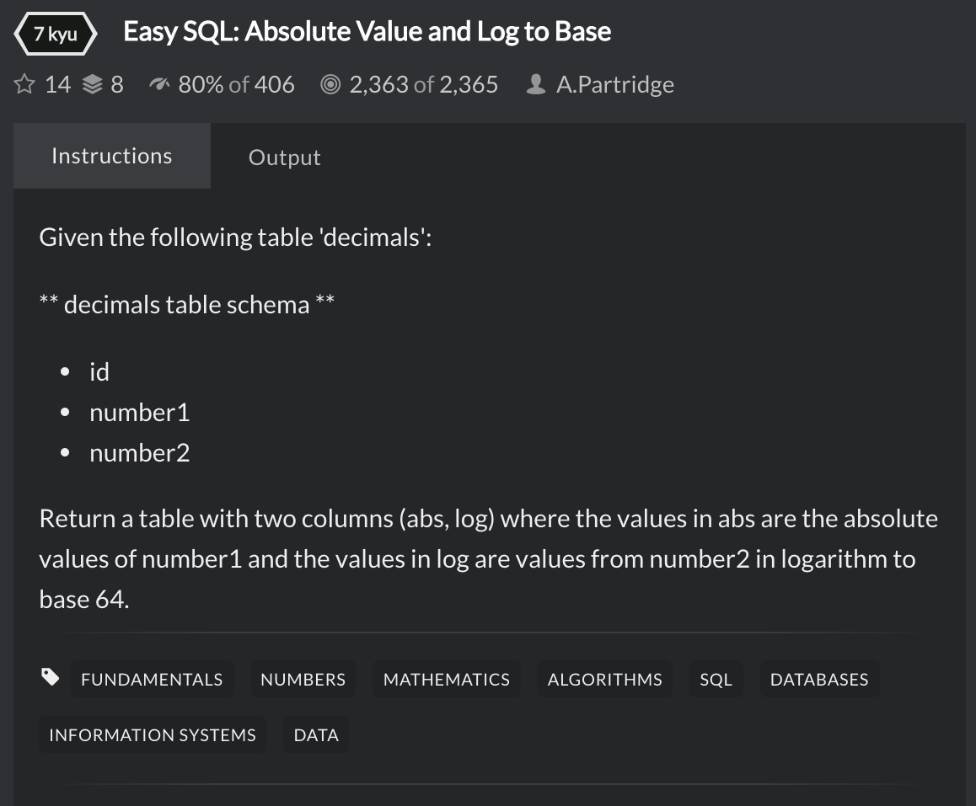 7 kyu Easy SQL: Absolute Value and Log to Base
14 8 80% of 406 2,363 of 2,365 A.Partridge
Instructions Output
Given the following table 'decimals':
** decimals table schema **
• id
• number1
• number2
Return a table with two columns (abs, log) where the values in abs are the absolute
values of number1 and the values in log are values from number2 in logarithm to
base 64.
FUNDAMENTALS NUMBERS MATHEMATICS ALGORITHMS SQL DATABASES
INFORMATION SYSTEMS DATA